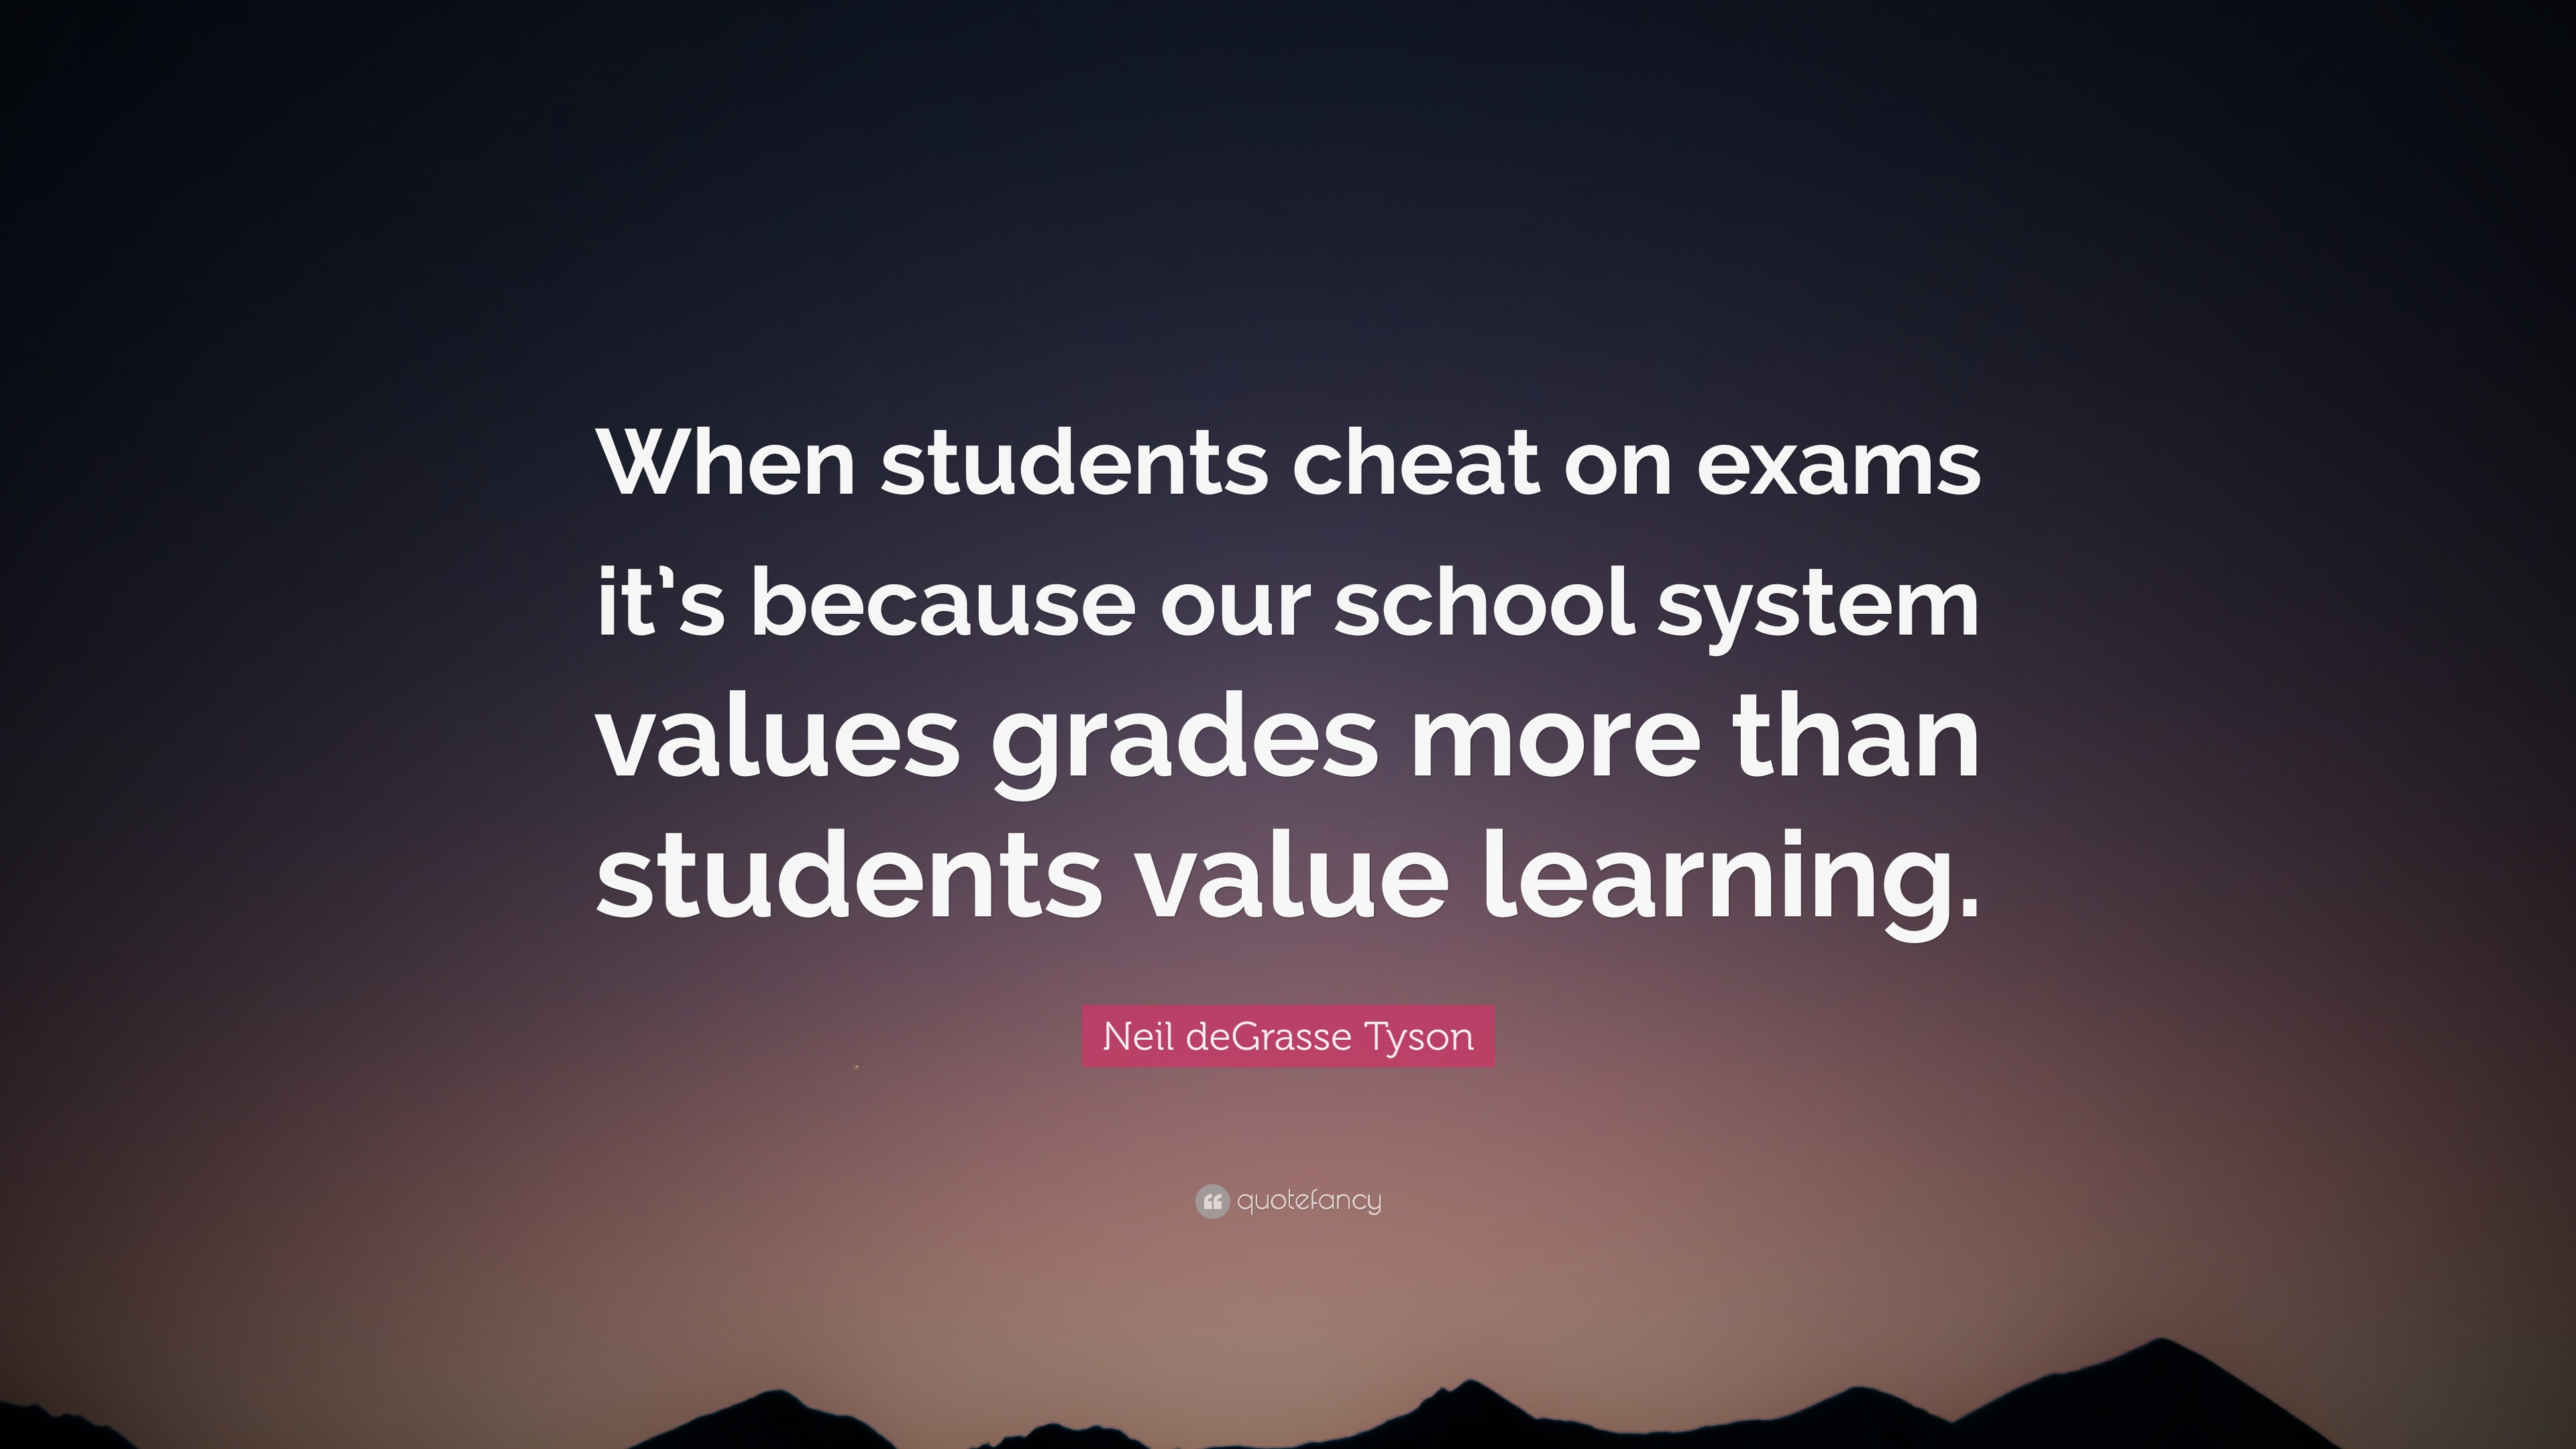 When students cheat on exams
it’s because our school system
values grades more than
students value learning.
Neil deGrasse Tyson
quotefancy